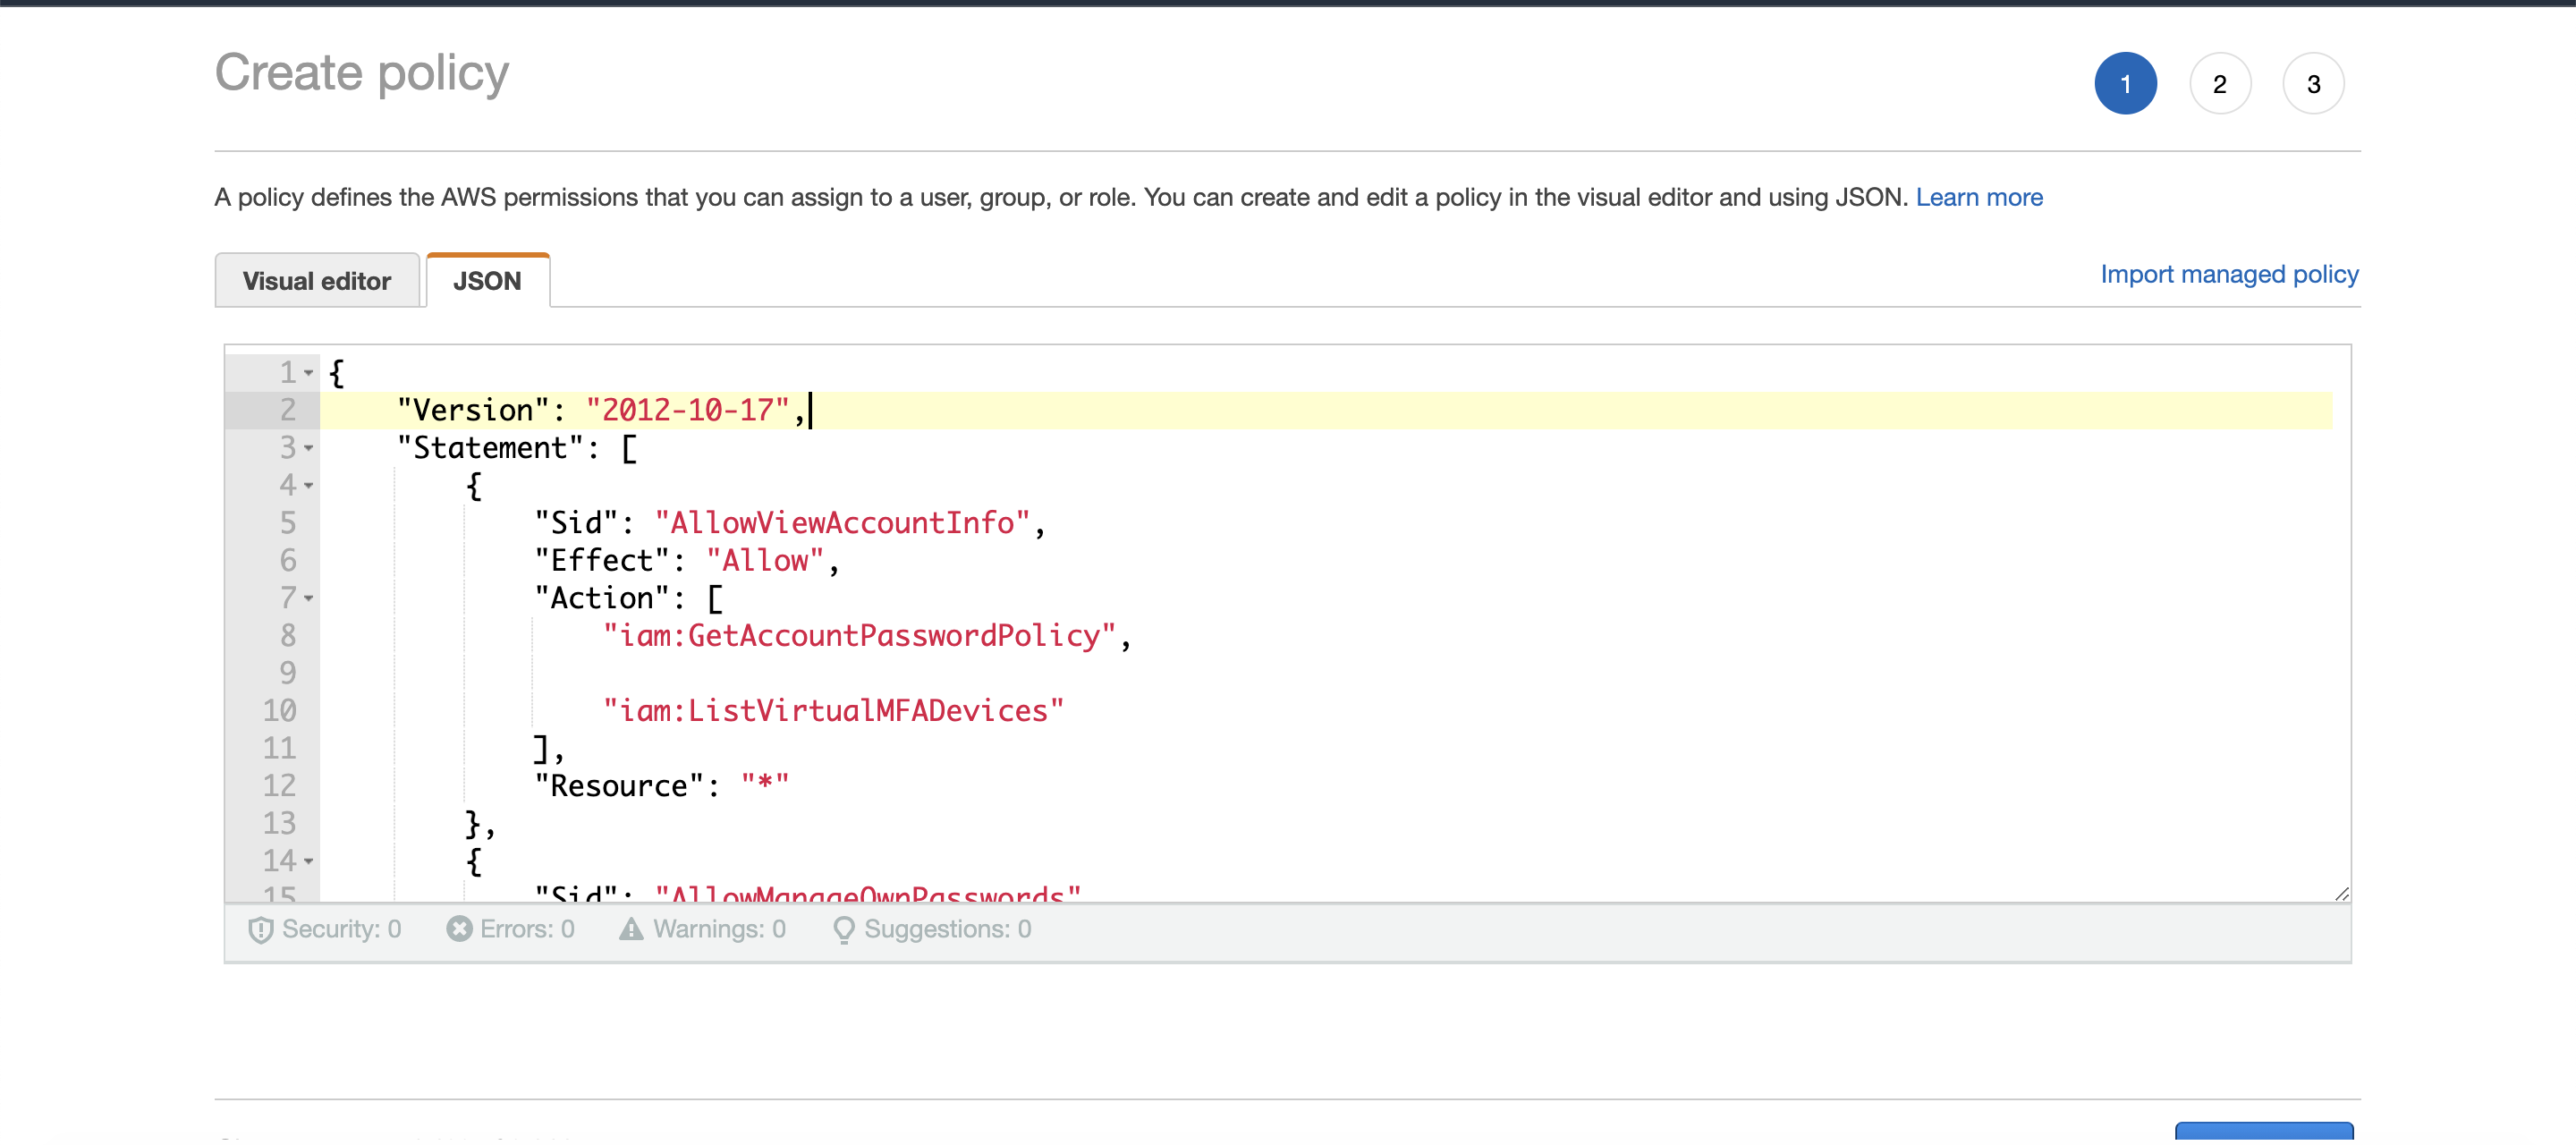 Create policy
1 2 3
A policy defines the AWS permissions that you can assign to a user, group, or role. You can create and edit a policy in the visual editor and using JSON. Learn more
Visual editor JSON Import managed policy
1 {
2 "Version": "2012-10-17",
3 "Statement": [
4 {
5 "Sid": "AllowViewAccountInfo",
6 "Effect": "Allow",
7 "Action": [
8 "iam:GetAccountPasswordPolicy",
9
10 "iam:ListVirtualMFADevices"
11 ],
12 "Resource": "*"
13 },
14 {
15 "Sid": "AllowManageOwnPasswords"
Security: 0 Errors: 0 Warnings: 0 Suggestions: 0